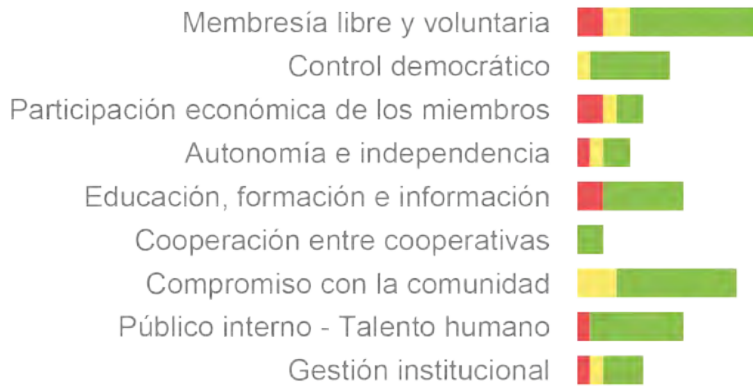 Membresía libre y voluntaria
Control democrático
Participación económica de los miembros
Autonomía e independencia
Educación, formación e información
Cooperación entre cooperativas
Compromiso con la comunidad
Público interno - Talento humano
Gestión institucional